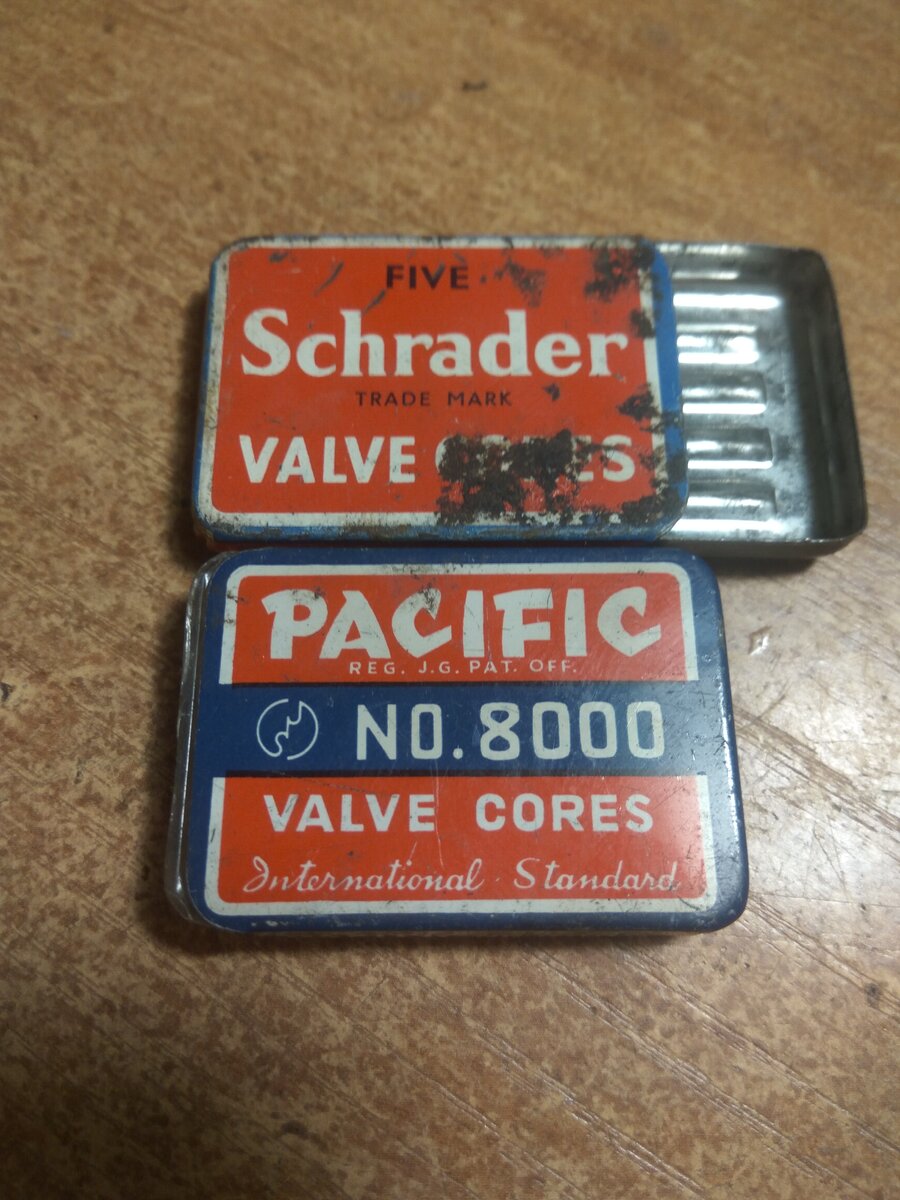 FIVE
Schrader
TRADE MARK
VALVE
PACIFIC
REG. J.G. PAT. OFF.
NO. 8000
VALVE CORES
International Standard